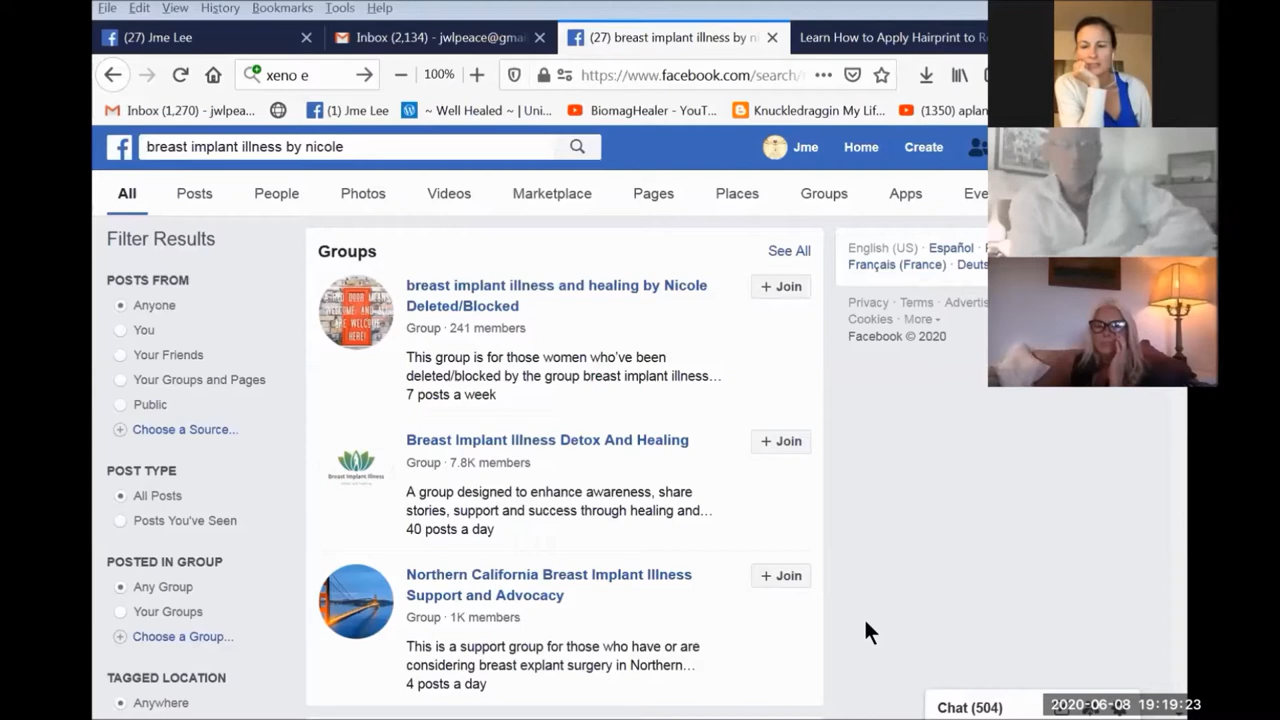 File Edit View History Bookmarks Tools Help
(27) Jme Lee
Inbox (2,134) - jwlpeace@gmai
(27) breast implant illness by n
Learn How to Apply Hairprint to R
xeno e
100%
https://www.facebook.com/search/
Inbox (1,270) - jwlpea...
(1) Jme Lee
~ Well Healed ~ | Uni...
BiomagHealer - YouT...
Knuckledraggin My Lif...
(1350) aplan
breast implant illness by nicole
Jme
Home
Create
All
Posts
People
Photos
Videos
Marketplace
Pages
Places
Groups
Apps
Eve
Filter Results
POSTS FROM
Anyone
You
Your Friends
Your Groups and Pages
Public
Choose a Source...
POST TYPE
All Posts
Posts You've Seen
POSTED IN GROUP
Any Group
Your Groups
Choose a Group...
TAGGED LOCATION
Anywhere
Groups
See All
breast implant illness and healing by Nicole
Deleted/Blocked
Group · 241 members
This group is for those women who've been
deleted/blocked by the group breast implant illness...
7 posts a week
Join
Breast Implant Illness Detox And Healing
Group · 7.8K members
A group designed to enhance awareness, share
stories, support and success through healing and...
40 posts a day
Join
Breast Implant Illness
Northern California Breast Implant Illness
Support and Advocacy
Group · 1K members
This is a support group for those who have or are
considering breast explant surgery in Northern...
4 posts a day
Join
English (US) · Español ·
Français (France) · Deuts
Privacy · Terms · Advertis
Cookies · More
Facebook © 2020
Chat (504)
2020-06-08 19:19:23